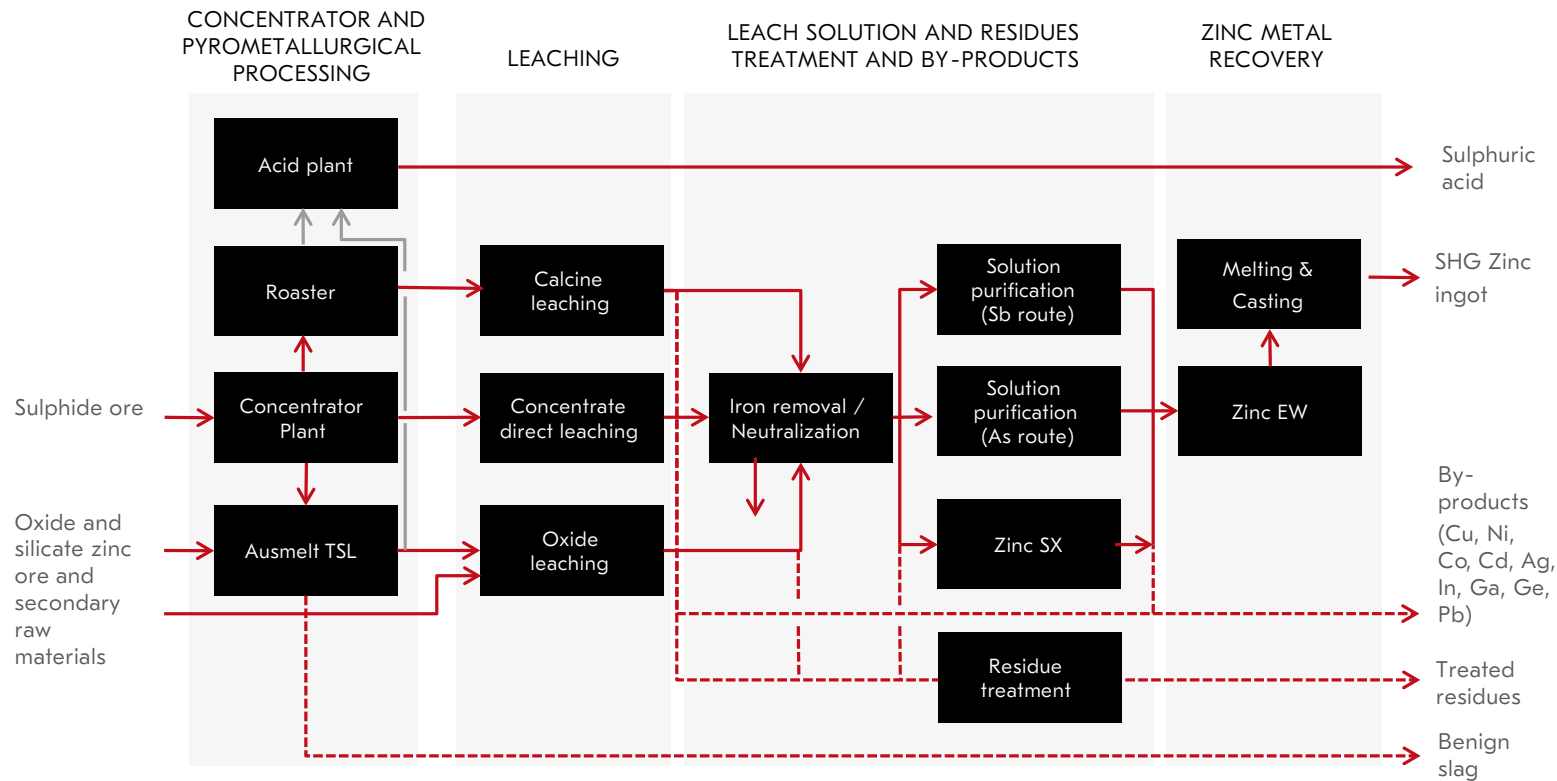 CONCENTRATOR AND
PYROMETALLURGICAL
PROCESSING
LEACHING
LEACH SOLUTION AND RESIDUES
TREATMENT AND BY-PRODUCTS
ZINC METAL
RECOVERY
Acid plant
Sulphuric
acid
Roaster
Calcine
leaching
Solution
purification
(Sb route)
Melting &
Casting
SHG Zinc
ingot
Sulphide ore
Concentrator
Plant
Concentrate
direct leaching
Iron removal /
Neutralization
Solution
purification
(As route)
Zinc EW
Oxide and
silicate zinc
ore and
secondary
raw
materials
Ausmelt TSL
Oxide
leaching
Zinc SX
By-
products
(Cu, Ni,
Co, Cd, Ag,
In, Ga, Ge,
Pb)
Residue
treatment
Treated
residues
Benign
slag